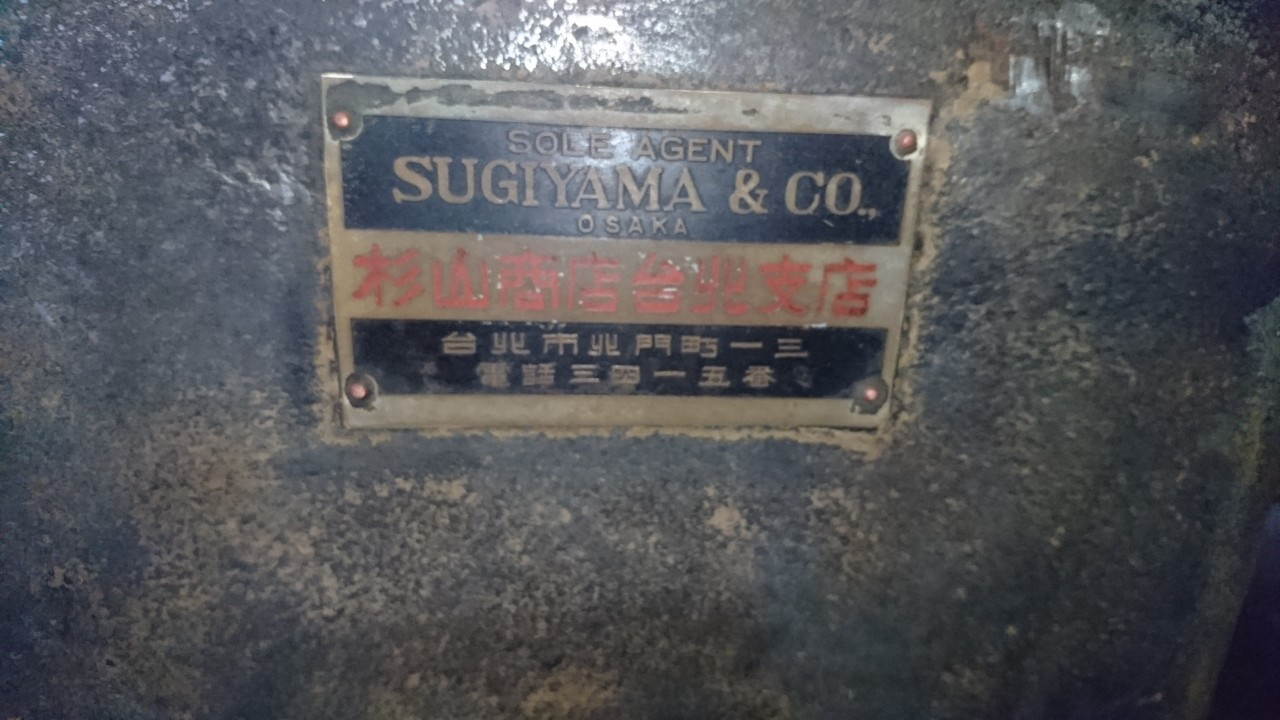 SOLE AGENT
SUGIYAMA & CO.,
OSAKA
杉山商店台北支店
台北市北門町一三
電話三四一五番